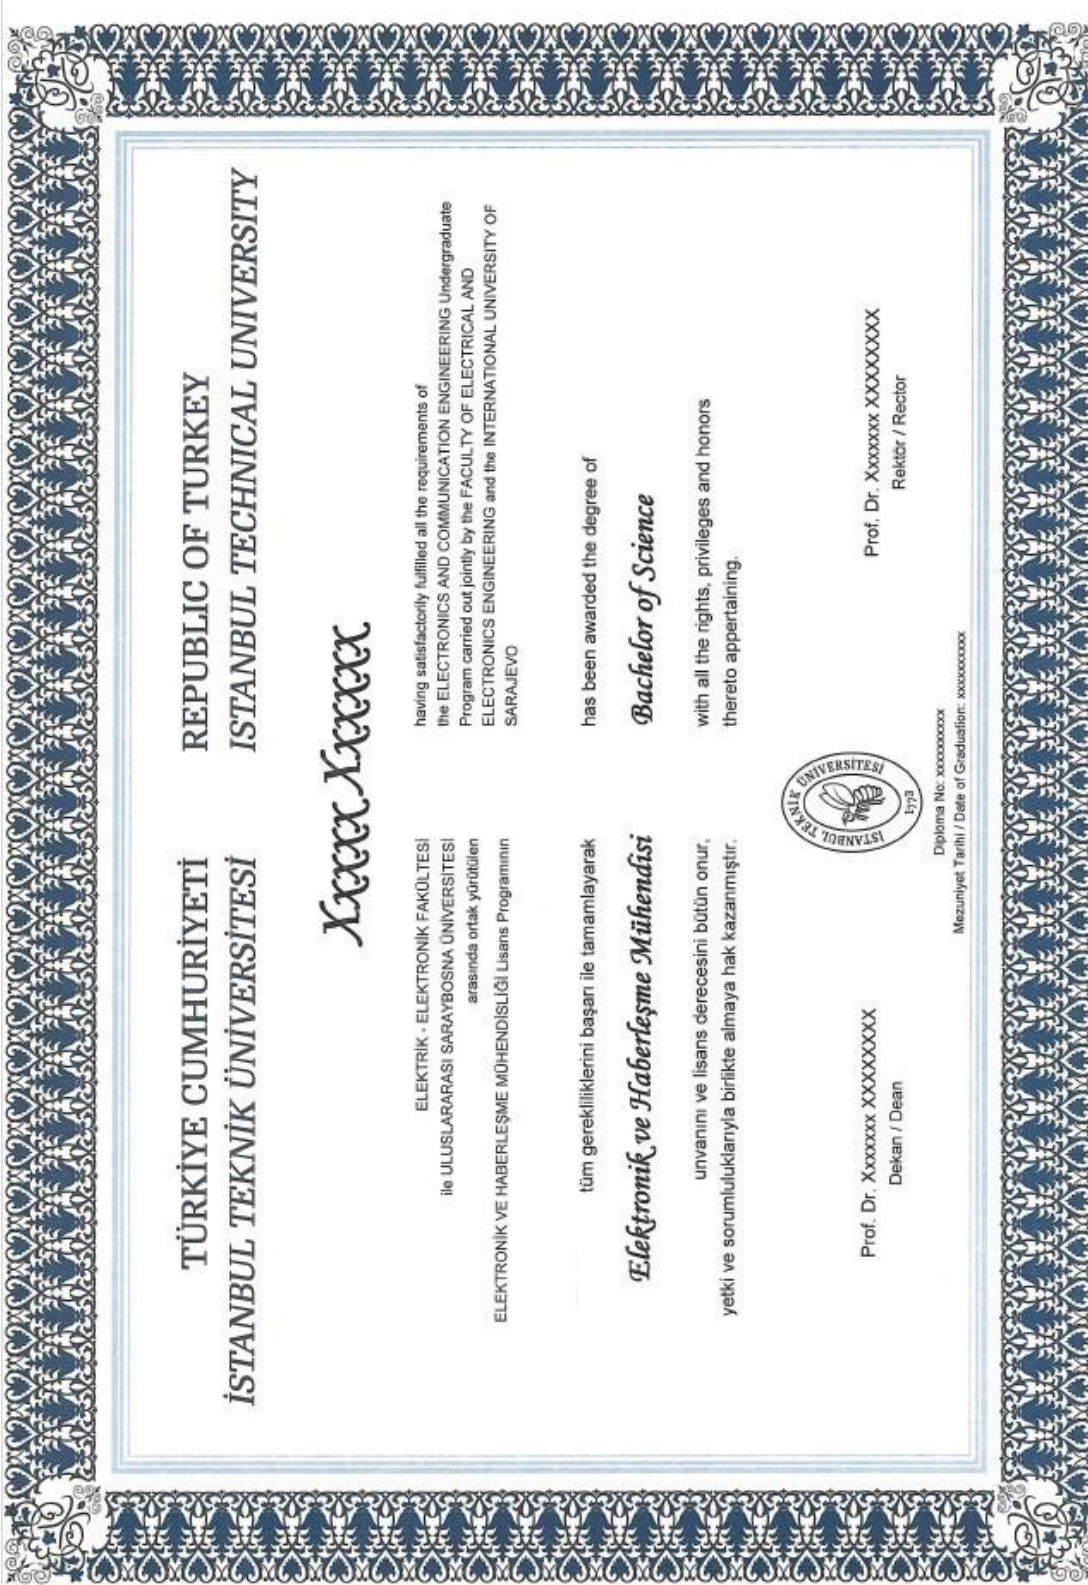 TÜRKİYE CUMHURİYETİ
İSTANBUL TEKNİK ÜNİVERSİTESİ
REPUBLIC OF TURKEY
ISTANBUL TECHNICAL UNIVERSITY
Xxxxx Xxxxxx
ELEKTRİK - ELEKTRONİK FAKÜLTESİ
ile ULUSLARARASI SARAYBOSNA ÜNİVERSİTESİ
arasında ortak yürütülen
ELEKTRONİK VE HABERLEŞME MÜHENDİSLİĞİ Lisans Programının
tüm gerekliliklerini başarı ile tamamlayarak
Elektronik ve Haberleşme Mühendisi
unvanını ve lisans derecesini bütün onur,
yetki ve sorumluluklarıyla birlikte almaya hak kazanmıştır.
having satisfactorily fulfilled all the requirements of
the ELECTRONICS AND COMMUNICATION ENGINEERING Undergraduate
Program carried out jointly by the FACULTY OF ELECTRICAL AND
ELECTRONICS ENGINEERING and the INTERNATIONAL UNIVERSITY OF
SARAJEVO
has been awarded the degree of
Bachelor of Science
with all the rights, privileges and honors
thereto appertaining.
İSTANBUL TEKNİK ÜNİVERSİTESİ
1773
Prof. Dr. Xxxxxxx XXXXXXXX
Dekan / Dean
Prof. Dr. Xxxxxxx XXXXXXXX
Rektör / Rector
Diploma No: xxxxxxxxxx
Mezuniyet Tarihi / Date of Graduation: xxxxxxxxxx